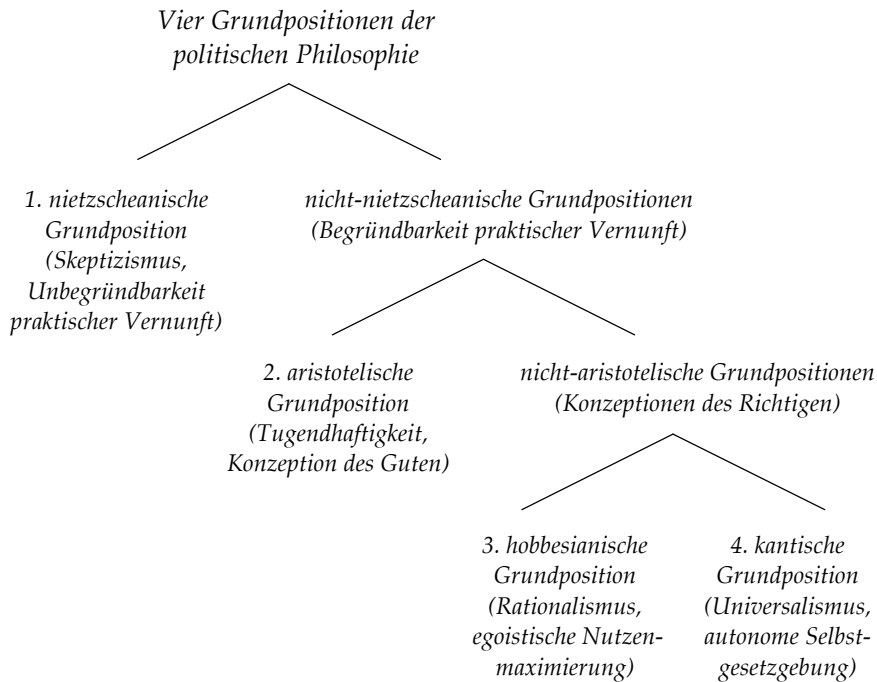 Vier Grundpositionen der
politischen Philosophie
1. nietzscheanische
Grundposition
(Skeptizismus,
Unbegründbarkeit
praktischer Vernunft)
nicht-nietzscheanische Grundpositionen
(Begründbarkeit praktischer Vernunft)
2. aristotelische
Grundposition
(Tugendhaftigkeit,
Konzeption des Guten)
nicht-aristotelische Grundpositionen
(Konzeptionen des Richtigen)
3. hobbesianische
Grundposition
(Rationalismus,
egoistische Nutzen-
maximierung)
4. kantische
Grundposition
(Universalismus,
autonome Selbst-
gesetzgebung)